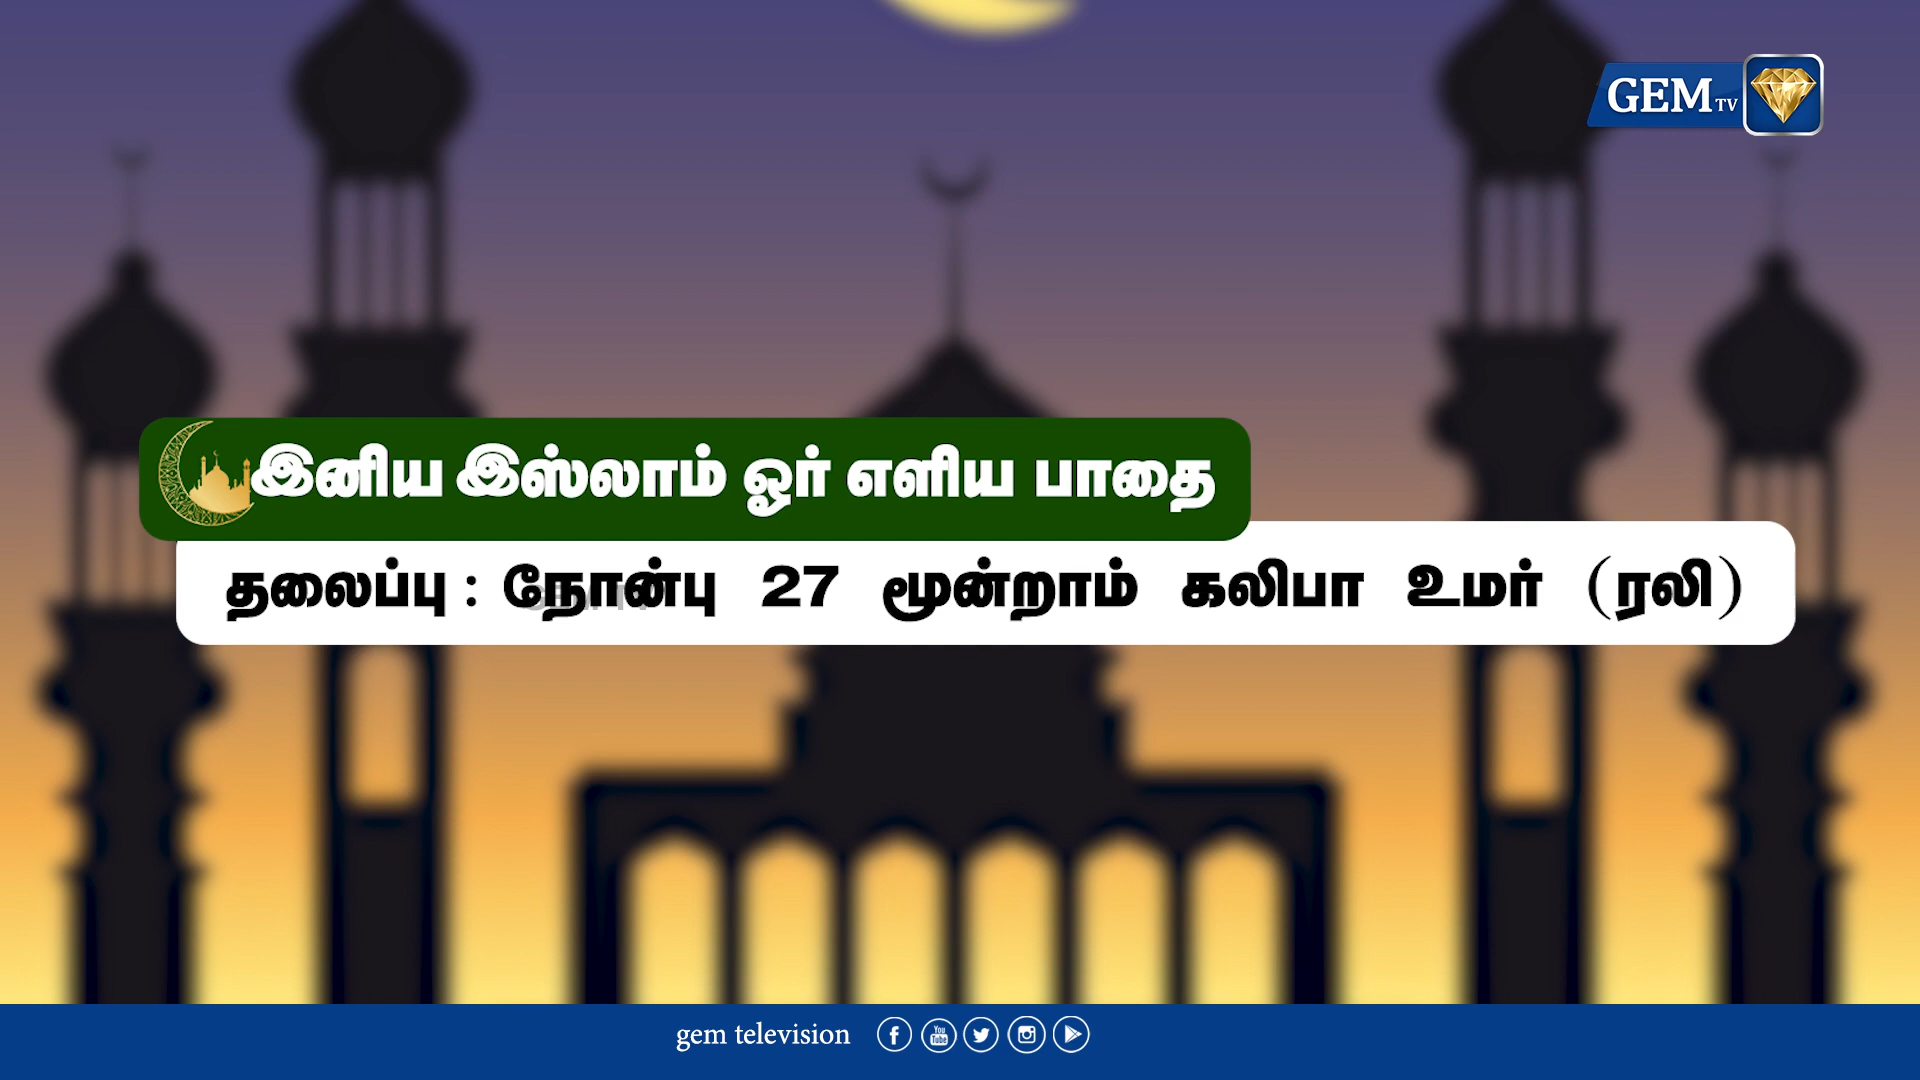 GEM TV
இனிய இஸ்லாம் ஓர் எளிய பாதை
தலைப்பு : நோன்பு 27 மூன்றாம் கலிபா உமர் (ரலி)
gem television